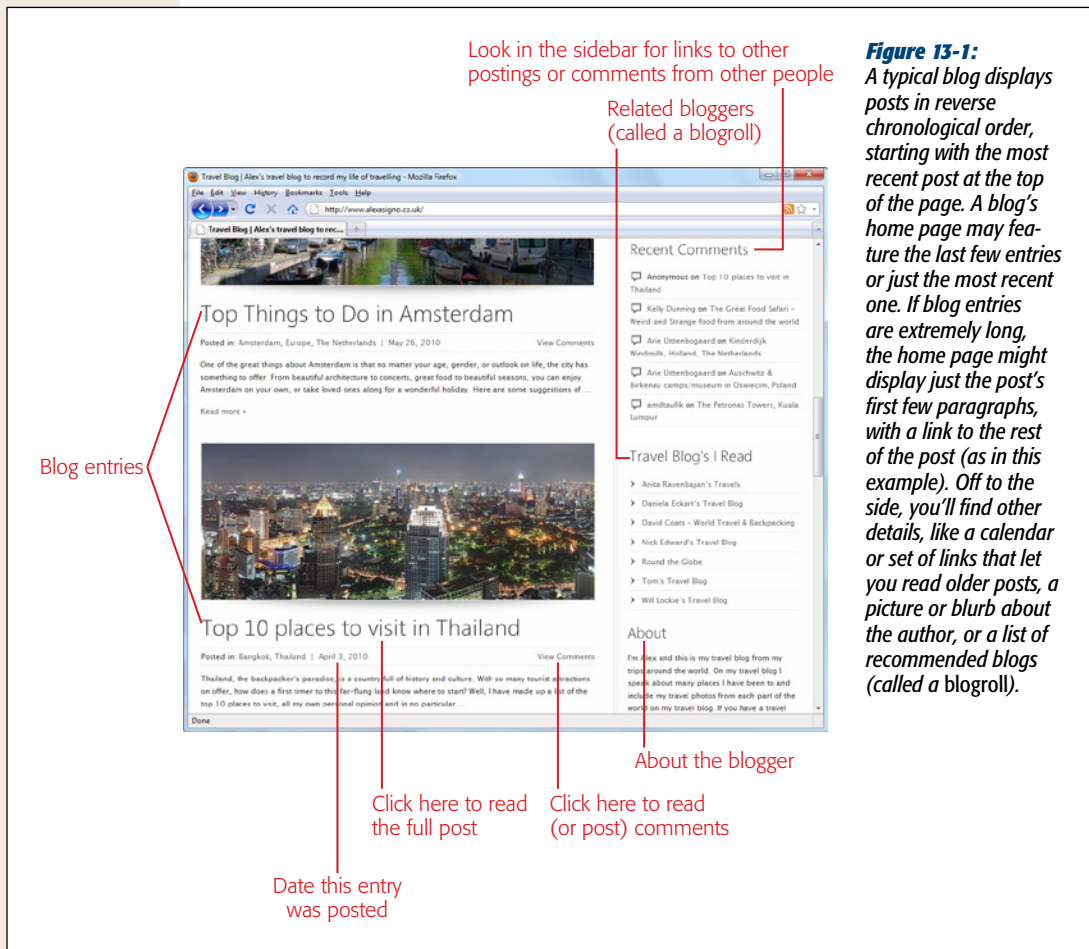 Look in the sidebar for links to other
postings or comments from other people
Related bloggers
(called a blogroll)
Travel Blog | Alex's travel blog to record my life of travelling - Mozilla Firefox
File Edit View History Bookmarks Tools Help
http://www.alexasigno.co.uk/
Travel Blog | Alex's travel blog to rec...
Blog entries
Top Things to Do in Amsterdam
Posted in: Amsterdam, Europe, The Netherlands | May 26, 2010 View Comments
One of the great things about Amsterdam is that no matter your age, gender, or outlook on life, the city has
something to offer. From beautiful architecture to concerts, great food to beautiful seasons, you can enjoy
Amsterdam on your own, or take loved ones along for a wonderful holiday. Here are some suggestions of ...
Read more »
Top 10 places to visit in Thailand
Posted in: Bangkok, Thailand | April 3, 2010 View Comments
Thailand, the backpacker's paradise, is a country full of history and culture. With so many tourist attractions
on offer, how does a first timer to this far-flung land know where to start? Well, I have made up a list of the
top 10 places to visit, all my own personal opinion and in no particular ...
Done
Recent Comments
Anonymous on Top 10 places to visit in
Thailand
Kelly Dunning on The Great Food Safari –
Weird and Strange food from around the world
Arie Uittenbogaard on Kinderdijk
Windmills, Holland, The Netherlands
Arie Uittenbogaard on Auschwitz &
Birkenau camps/museum in Oswiecim, Poland
amdtaufik on The Petronas Towers, Kuala
Lumpur
Travel Blog's I Read
Anita Ravenbajan's Travels
Daniela Eckart's Travel Blog
David Coats - World Travel & Backpacking
Nick Edward's Travel Blog
Round the Globe
Tom's Travel Blog
Will Lockie's Travel Blog
About
I'm Alex and this is my travel blog from my
trips around the world. On my travel blog I
speak about many places I have been to and
include my travel photos from each part of the
world on my travel blog. If you have a travel
About the blogger
Click here to read
the full post
Click here to read
(or post) comments
Date this entry
was posted
Figure 13-1:
A typical blog displays
posts in reverse
chronological order,
starting with the most
recent post at the top
of the page. A blog's
home page may fea-
ture the last few entries
or just the most recent
one. If blog entries
are extremely long,
the home page might
display just the post's
first few paragraphs,
with a link to the rest
of the post (as in this
example). Off to the
side, you'll find other
details, like a calendar
or set of links that let
you read older posts, a
picture or blurb about
the author, or a list of
recommended blogs
(called a blogroll).